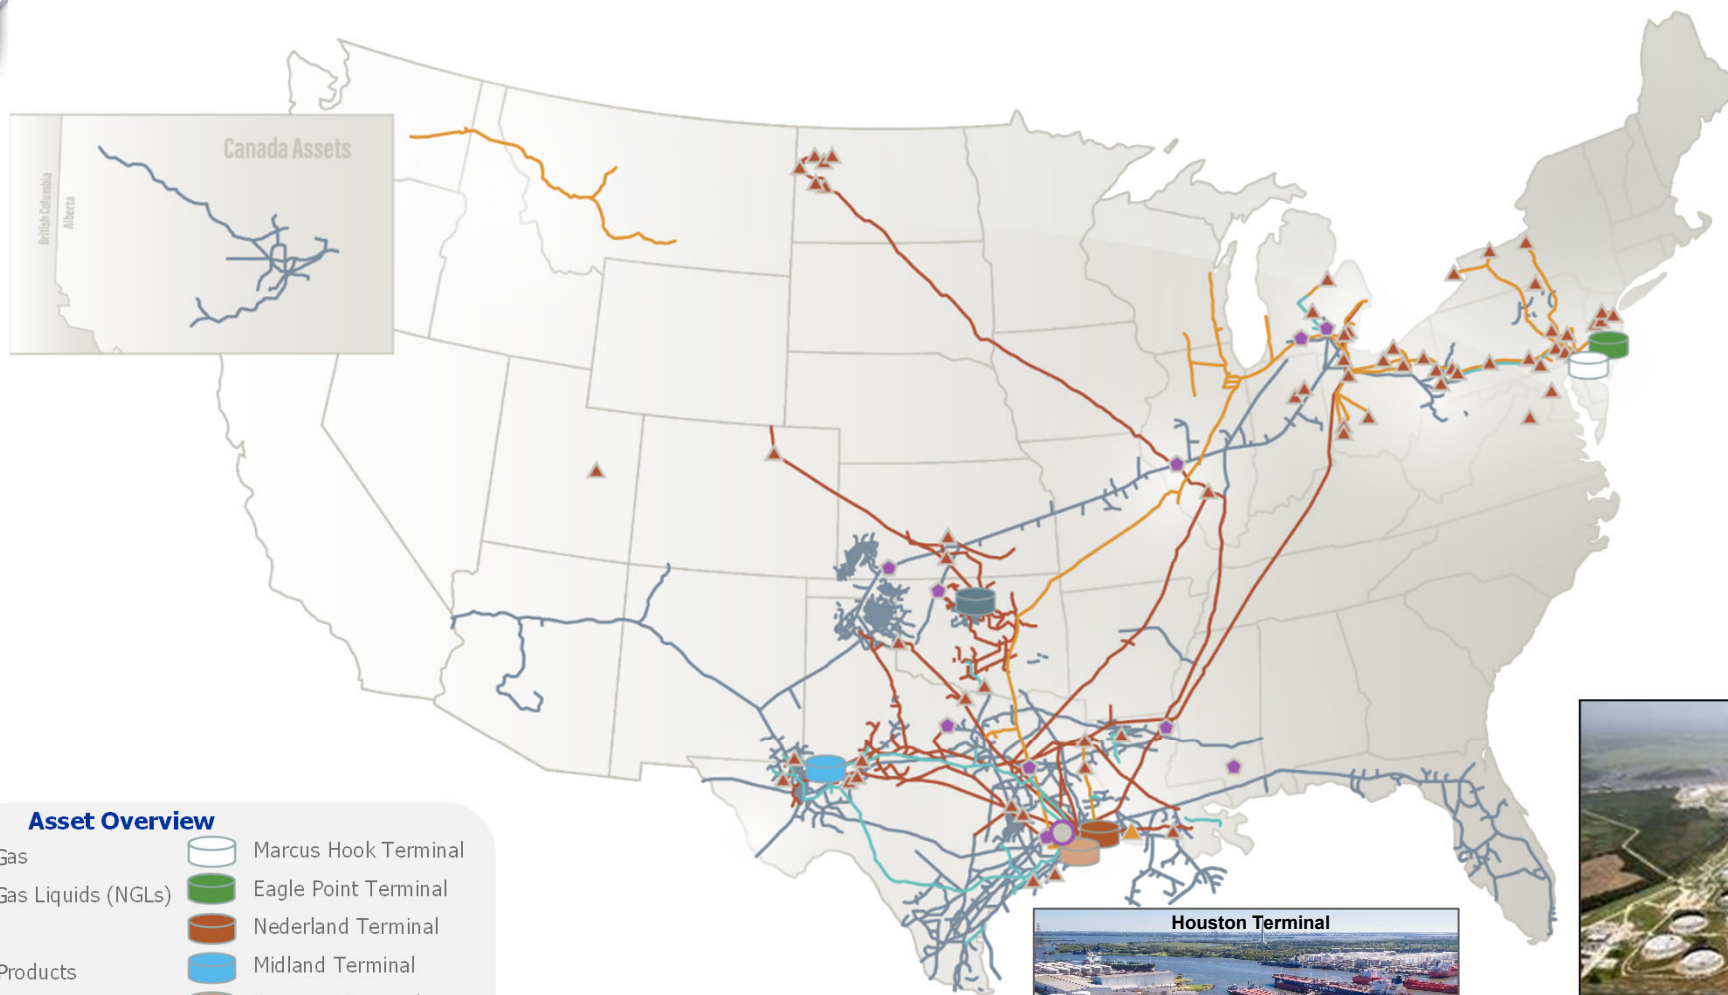 Canada Assets
British Columbia
Alberta
Asset Overview
Gas
Marcus Hook Terminal
Gas Liquids (NGLs)
Eagle Point Terminal
Nederland Terminal
Midland Terminal
Products
Houston Terminal